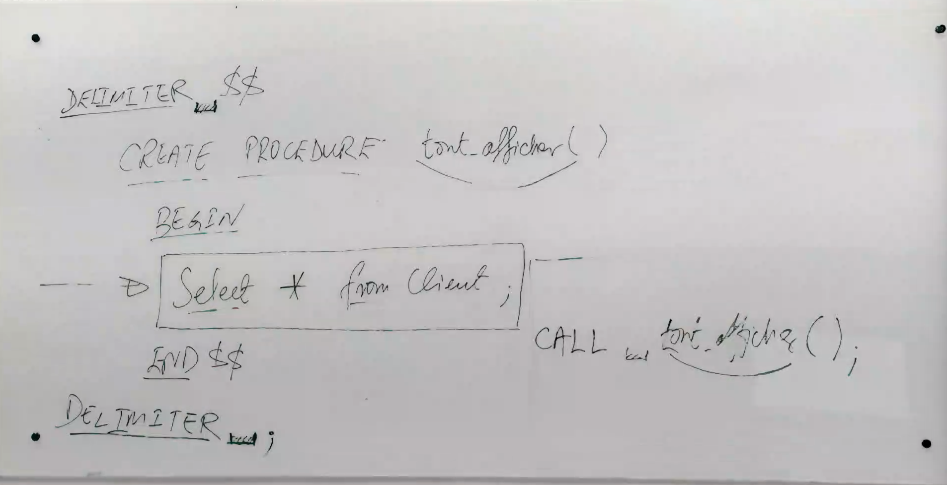 DELIMITER $$
CREATE PROCEDURE tout_afficher()
BEGIN
Select * from Client ;
END $$
CALL tout_afficher();
DELIMITER ;